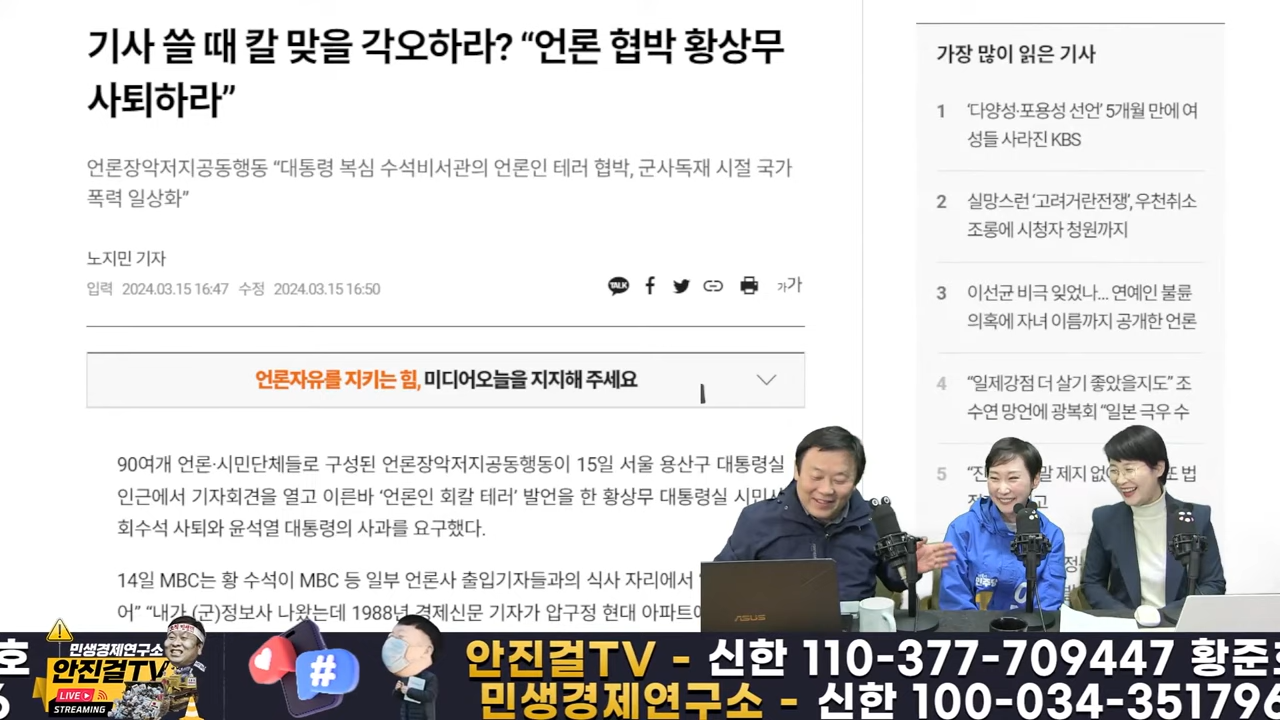 기사 쓸 때 칼 맞을 각오하라? “언론 협박 황상무
사퇴하라”
언론장악저지공동행동 “대통령 복심 수석비서관의 언론인 테러 협박, 군사독재 시절 국가
폭력 일상화”
노지민 기자
입력 2024.03.15 16:47 수정 2024.03.15 16:50
TALK
가가
언론자유를 지키는 힘, 미디어오늘을 지지해 주세요
90여개 언론·시민단체들로 구성된 언론장악저지공동행동이 15일 서울 용산구 대통령실
인근에서 기자회견을 열고 이른바 ‘언론인 회칼 테러’ 발언을 한 황상무 대통령실 시민사
회수석 사퇴와 윤석열 대통령의 사과를 요구했다.
14일 MBC는 황 수석이 MBC 등 일부 언론사 출입기자들과의 식사 자리에서
어” “내가 (군)정보사 나왔는데 1988년 경제신문 기자가 압구정 현대 아파트에
가장 많이 읽은 기사
1 ‘다양성·포용성 선언’ 5개월 만에 여
성들 사라진 KBS
2 실망스런 ‘고려거란전쟁’, 우천취소
조롱에 시청자 청원까지
3 이선균 비극 잊었나... 연예인 불륜
의혹에 자녀 이름까지 공개한 언론
4 “일제강점 더 살기 좋았을지도” 조
수연 망언에 광복회 “일본 극우 수
5 말 제지 없 또 법
ASUS
호
6
민생경제연구소
안진걸TV
LIVE
STREAMING
#
안진걸TV - 신한 110-377-709447 황준
민생경제연구소 - 신한 100-034-351796